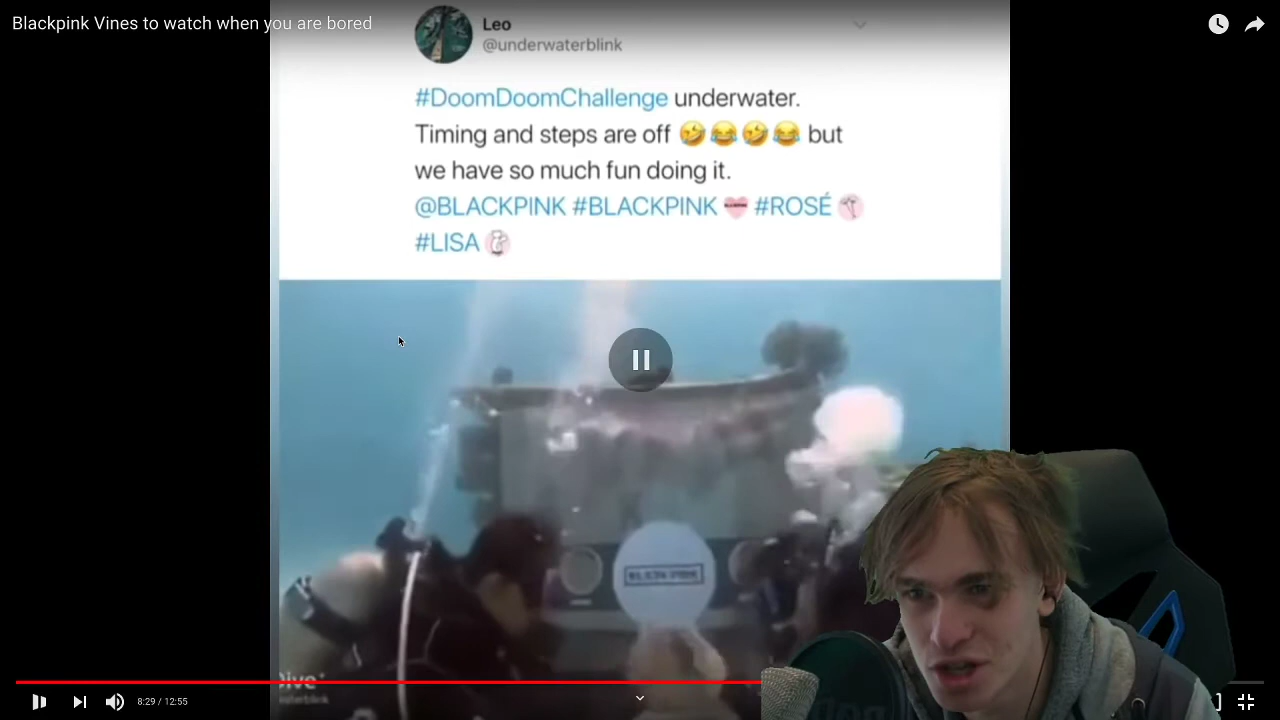 Blackpink Vines to watch when you are bored
Leo
@underwaterblink
#DoomDoomChallenge underwater.
Timing and steps are off 🤣😂🤣😂 but
we have so much fun doing it.
@BLACKPINK #BLACKPINK #ROSÉ
#LISA
BLACKPINK
8:29 / 12:55